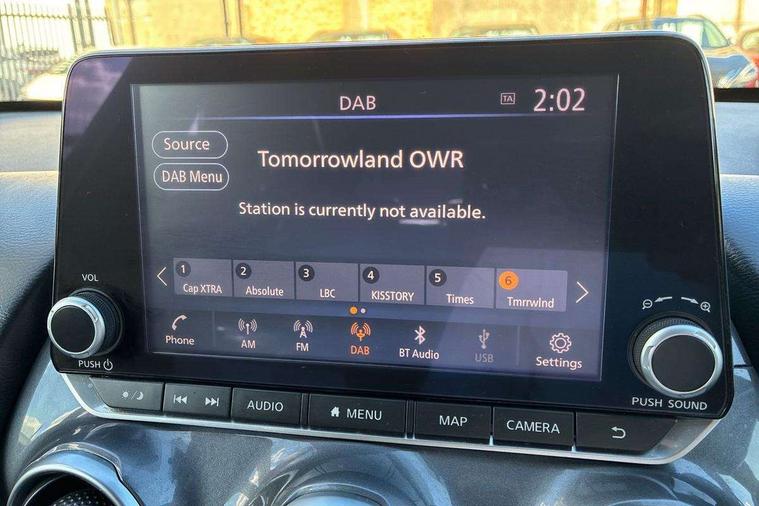 DAB
TA
2:02
Source
Tomorrowland OWR
DAB Menu
Station is currently not available.
1 2 3 4 5 6
Cap XTRA Absolute LBC KISSTORY Times Tmrrwlnd
Phone AM FM DAB BT Audio USB Settings
VOL
PUSH
PUSH SOUND
AUDIO MENU MAP CAMERA